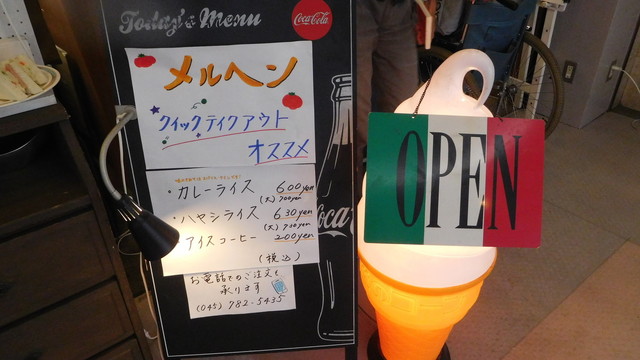 Today's Menu
Coca-Cola
メルヘン
クイックテイクアウト
オススメ
・カレーライス 600yen
(大) 700yen
・ハヤシライス 630yen
(大) 700yen
・アイスコーヒー 200yen
(税込)
お電話でのご注文も
承ります
(045) 782-5435
OPEN